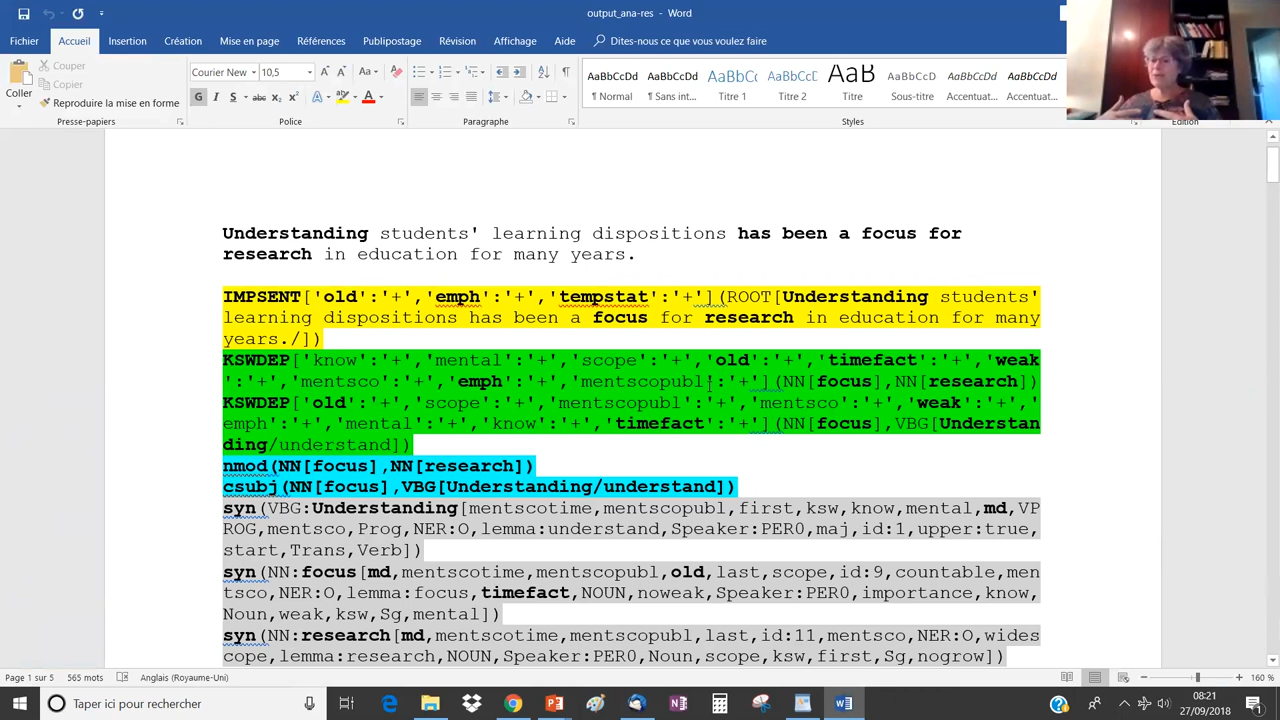 output_ana-res - Word
Fichier Accueil Insertion Création Mise en page Références Publipostage Révision Affichage Aide Dites-nous ce que vous voulez faire
Coller
Couper
Copier
Reproduire la mise en forme
Presse-papiers
Courier New 10,5
Police
Paragraphe
AaBbCcDd AaBbCcDd AaBbCc AaBbCcC AaB AaBbCcD AaBbCcDd AaBbCcDd
¶ Normal ¶ Sans int... Titre 1 Titre 2 Titre Sous-titre Accentuat... Accentuat...
Styles
Edition
Understanding students' learning dispositions has been a focus for
research in education for many years.
IMPSENT['old':'+','emph':'+','tempstat':'+'](ROOT[Understanding students'
learning dispositions has been a focus for research in education for many
years./])
KSWDEP['know':'+','mental':'+','scope':'+','old':'+','timefact':'+','weak
':'+','mentsco':'+','emph':'+','mentscopubl':'+'](NN[focus],NN[research])
KSWDEP['old':'+','scope':'+','mentscopubl':'+','mentsco':'+','weak':'+','
emph':'+','mental':'+','know':'+','timefact':'+'](NN[focus],VBG[Understan
ding/understand])
nmod(NN[focus],NN[research])
csubj(NN[focus],VBG[Understanding/understand])
syn(VBG:Understanding[mentscotime,mentscopubl,first,ksw,know,mental,md,VP
ROG,mentsco,Prog,NER:O,lemma:understand,Speaker:PER0,maj,id:1,upper:true,
start,Trans,Verb])
syn(NN:focus[md,mentscotime,mentscopubl,old,last,scope,id:9,countable,men
tsco,NER:O,lemma:focus,timefact,NOUN,noweak,Speaker:PER0,importance,know,
Noun,weak,ksw,Sg,mental])
syn(NN:research[md,mentscotime,mentscopubl,last,id:11,mentsco,NER:O,wides
cope,lemma:research,NOUN,Speaker:PER0,Noun,scope,ksw,first,Sg,nogrow])
Page 1 sur 5 565 mots Anglais (Royaume-Uni) 160 %
Taper ici pour rechercher
08:21
27/09/2018